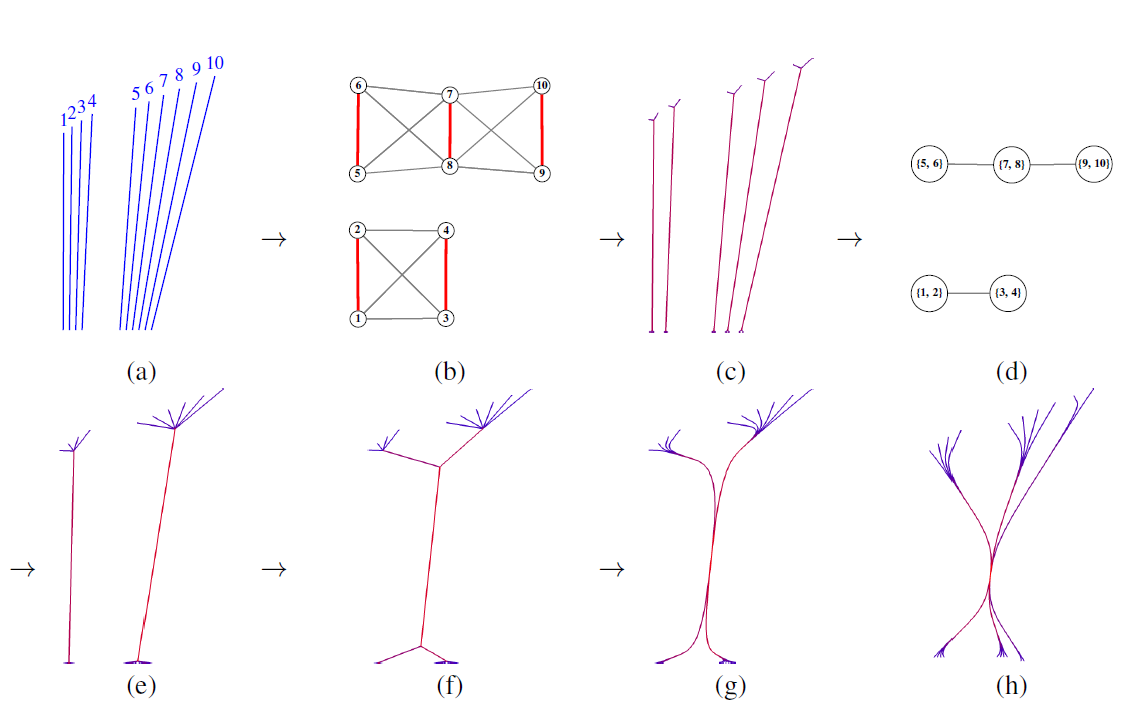 1 2 3 4 5 6 7 8 9 10
6 7 10
5 8 9
2 4
1 3
{5, 6} {7, 8} {9, 10}
{1, 2} {3, 4}
→ → →
(a) (b) (c) (d)
→ → →
(e) (f) (g) (h)